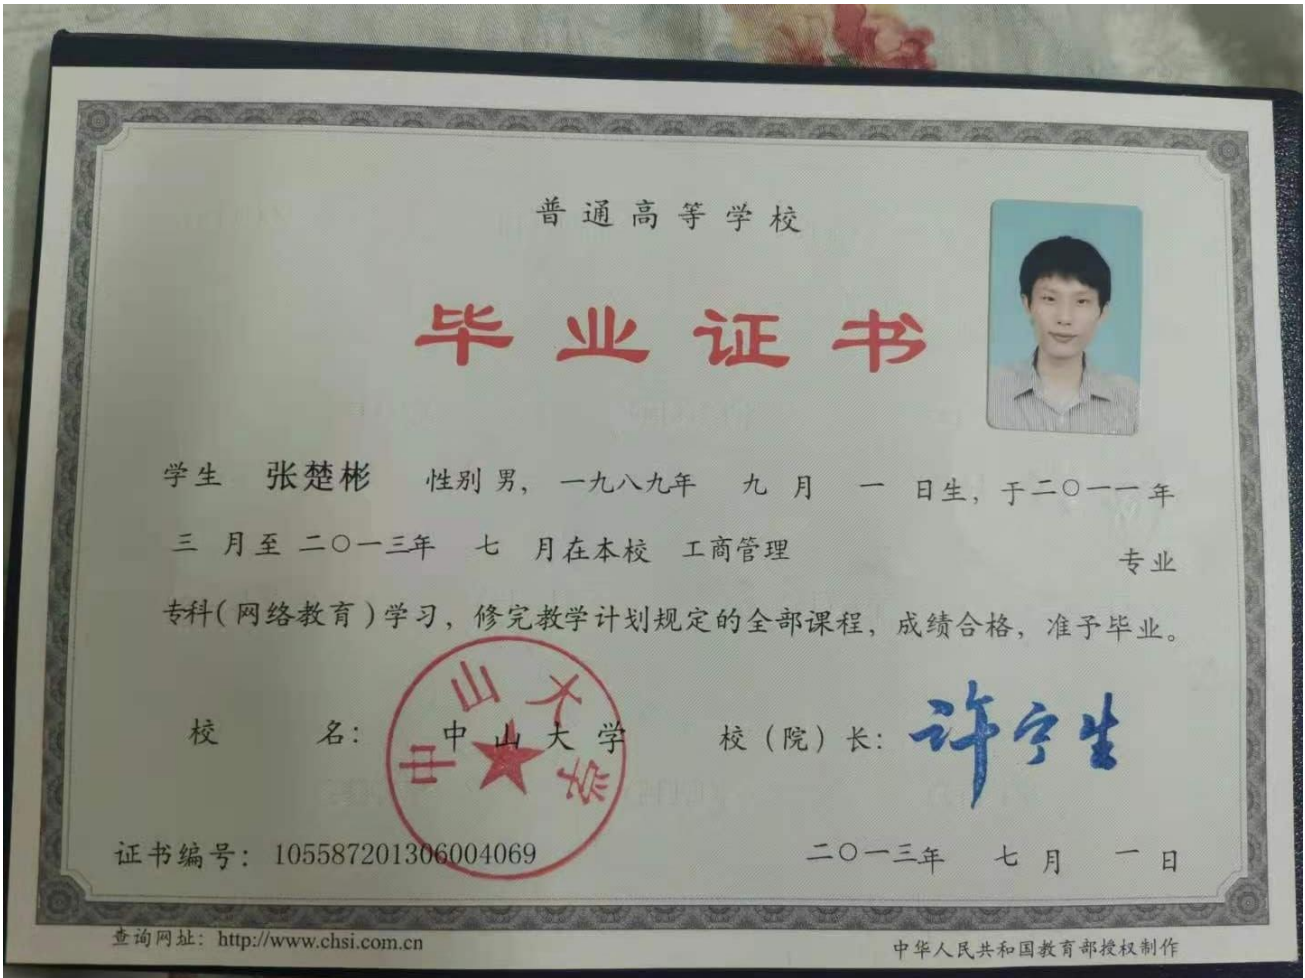 普通高等学校
毕业证书
学生 张楚彬 性别 男，一九八九年 九 月 一 日生，于二〇一一年
三 月至 二〇一三年 七 月在本校 工商管理 专业
专科(网络教育)学习，修完教学计划规定的全部课程，成绩合格，准予毕业。
校 名： 中山大学 校（院）长：许宁生
中山大学
证书编号：105587201306004069 二〇一三年 七 月 一 日
查询网址：http://www.chsi.com.cn 中华人民共和国教育部授权制作